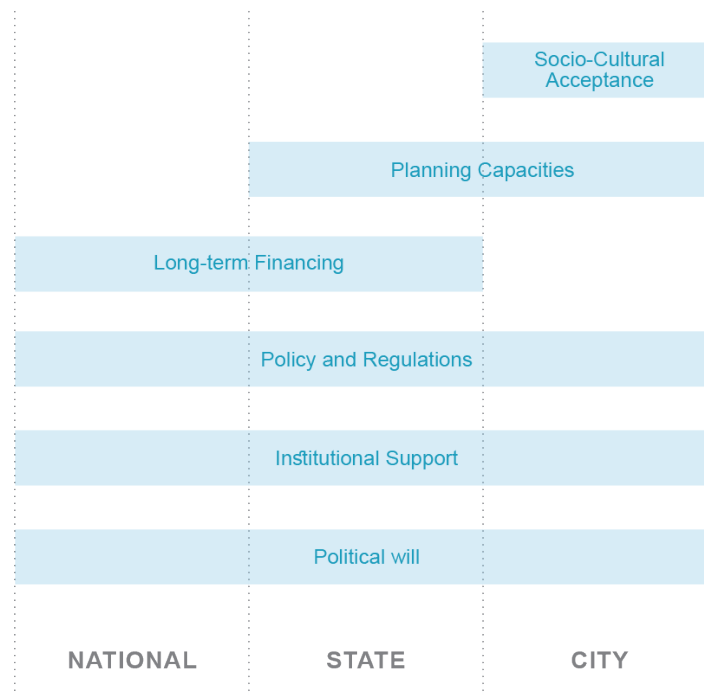 Socio-Cultural
Acceptance
Planning Capacities
Long-term Financing
Policy and Regulations
Institutional Support
Political will
NATIONAL
STATE
CITY